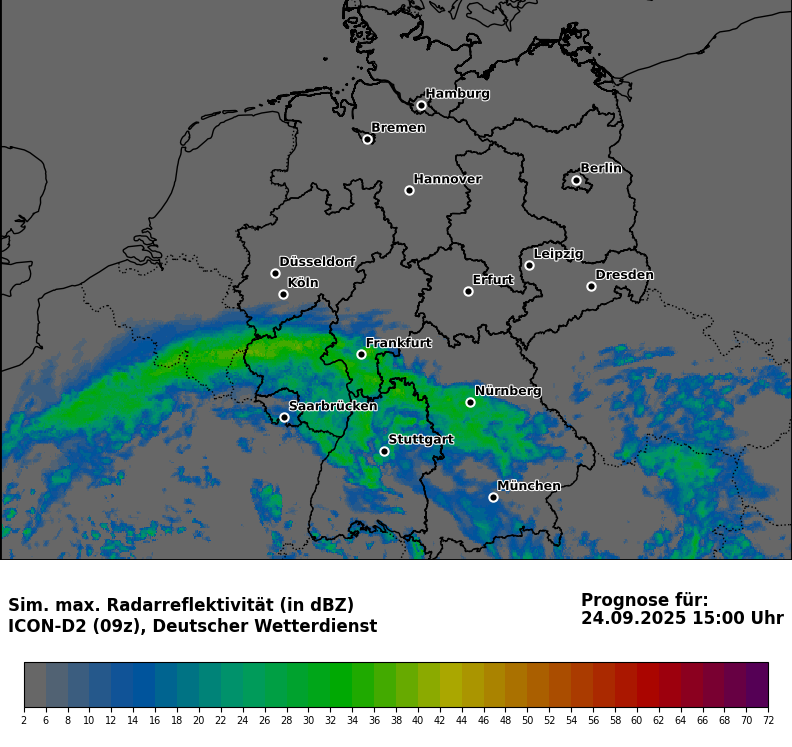 Hamburg
Bremen
Berlin
Hannover
Leipzig
Düsseldorf
Dresden
Köln
Erfurt
Frankfurt
Nürnberg
Saarbrücken
Stuttgart
München
Sim. max. Radarreflektivität (in dBZ)
ICON-D2 (09z), Deutscher Wetterdienst
Prognose für:
24.09.2025 15:00 Uhr
2 6 8 10 12 14 16 18 20 22 24 26 28 30 32 34 36 38 40 42 44 46 48 50 52 54 56 58 60 62 64 66 70 72